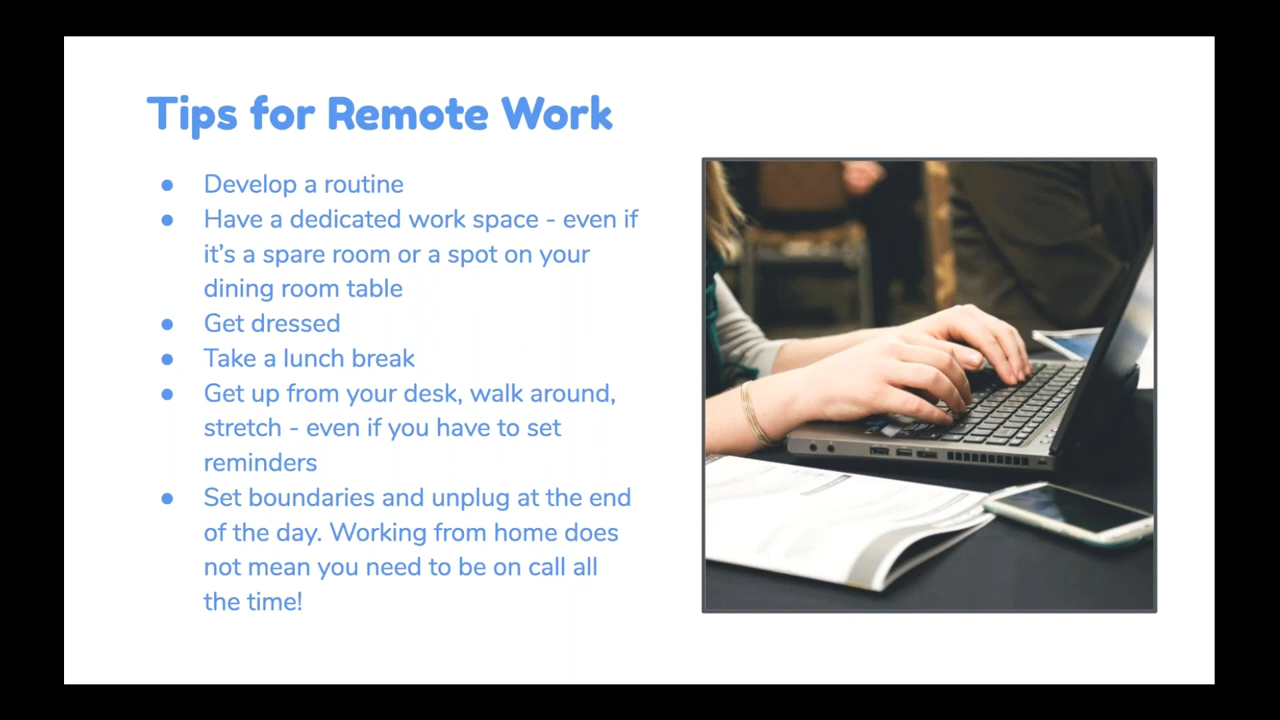 Tips for Remote Work
● Develop a routine
● Have a dedicated work space - even if
it’s a spare room or a spot on your
dining room table
● Get dressed
● Take a lunch break
● Get up from your desk, walk around,
stretch - even if you have to set
reminders
● Set boundaries and unplug at the end
of the day. Working from home does
not mean you need to be on call all
the time!